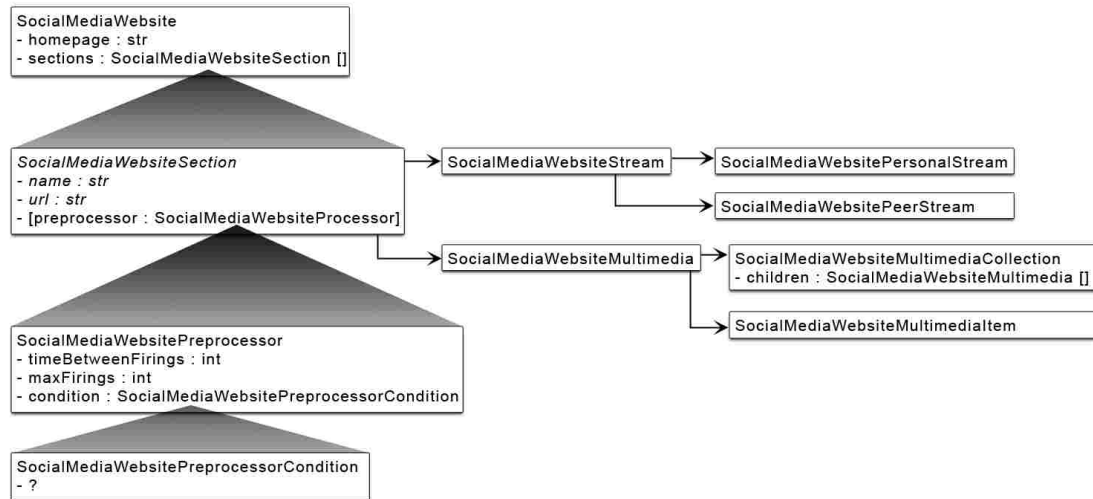 SocialMediaWebsite
- homepage : str
- sections : SocialMediaWebsiteSection []
SocialMediaWebsiteSection
- name : str
- url : str
- [preprocessor : SocialMediaWebsiteProcessor]
SocialMediaWebsiteStream
SocialMediaWebsitePersonalStream
SocialMediaWebsitePeerStream
SocialMediaWebsiteMultimedia
SocialMediaWebsiteMultimediaCollection
- children : SocialMediaWebsiteMultimedia []
SocialMediaWebsiteMultimediaItem
SocialMediaWebsitePreprocessor
- timeBetweenFirings : int
- maxFirings : int
- condition : SocialMediaWebsitePreprocessorCondition
SocialMediaWebsitePreprocessorCondition
- ?